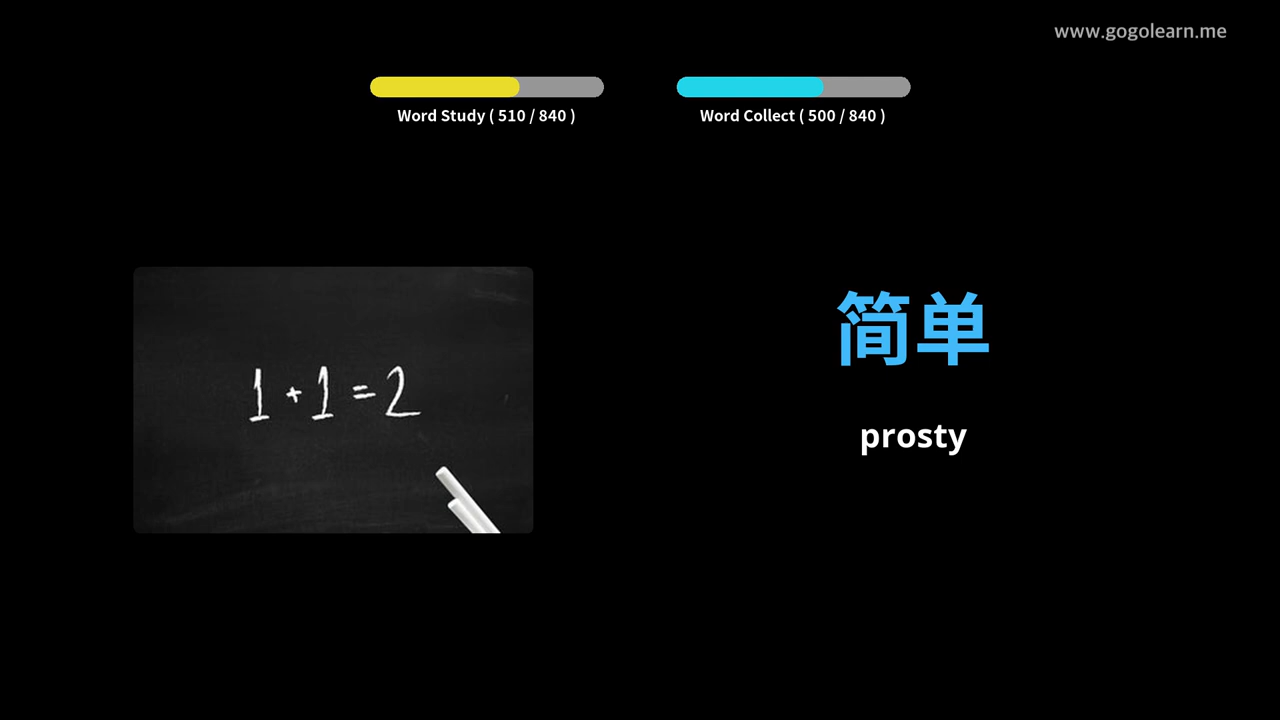 www.gogolearn.me
Word Study ( 510 / 840 )
Word Collect ( 500 / 840 )
1 + 1 = 2
简单
prosty